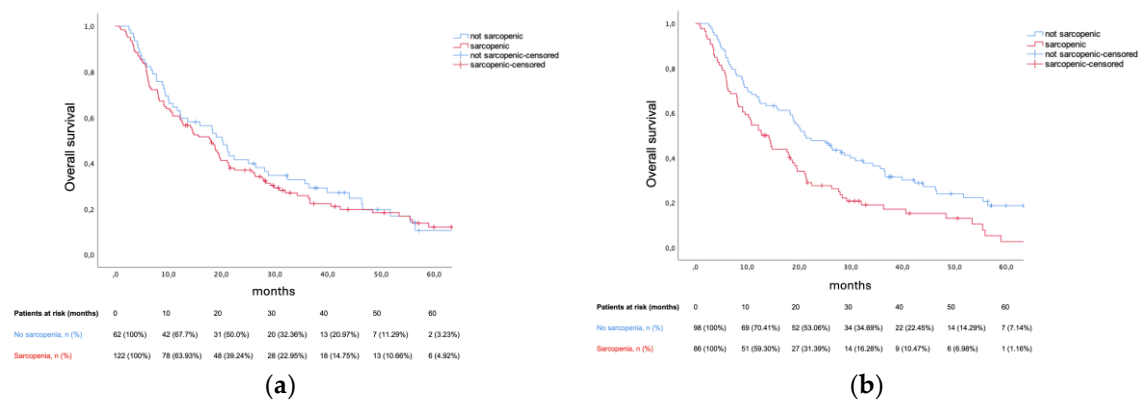 not sarcopenic
sarcopenic
not sarcopenic-censored
sarcopenic-censored
Overall survival
1,0
0,8
0,6
0,4
0,2
0,0
,0 10,0 20,0 30,0 40,0 50,0 60,0
months
Patients at risk (months) 0 10 20 30 40 50 60
No sarcopenia, n (%) 62 (100%) 42 (67.7%) 31 (50.0%) 20 (32.36%) 13 (20.97%) 7 (11.29%) 2 (3.23%)
Sarcopenia, n (%) 122 (100%) 78 (63.93%) 48 (39.24%) 28 (22.95%) 18 (14.75%) 13 (10.66%) 6 (4.92%)
(a)
not sarcopenic
sarcopenic
not sarcopenic-censored
sarcopenic-censored
Overall survival
1,0
0,8
0,6
0,4
0,2
0,0
,0 10,0 20,0 30,0 40,0 50,0 60,0
months
Patients at risk (months) 0 10 20 30 40 50 60
No sarcopenia, n (%) 98 (100%) 69 (70.41%) 52 (53.06%) 34 (34.69%) 22 (22.45%) 14 (14.29%) 7 (7.14%)
Sarcopenia, n (%) 86 (100%) 51 (59.30%) 27 (31.39%) 14 (16.28%) 9 (10.47%) 6 (6.98%) 1 (1.16%)
(b)